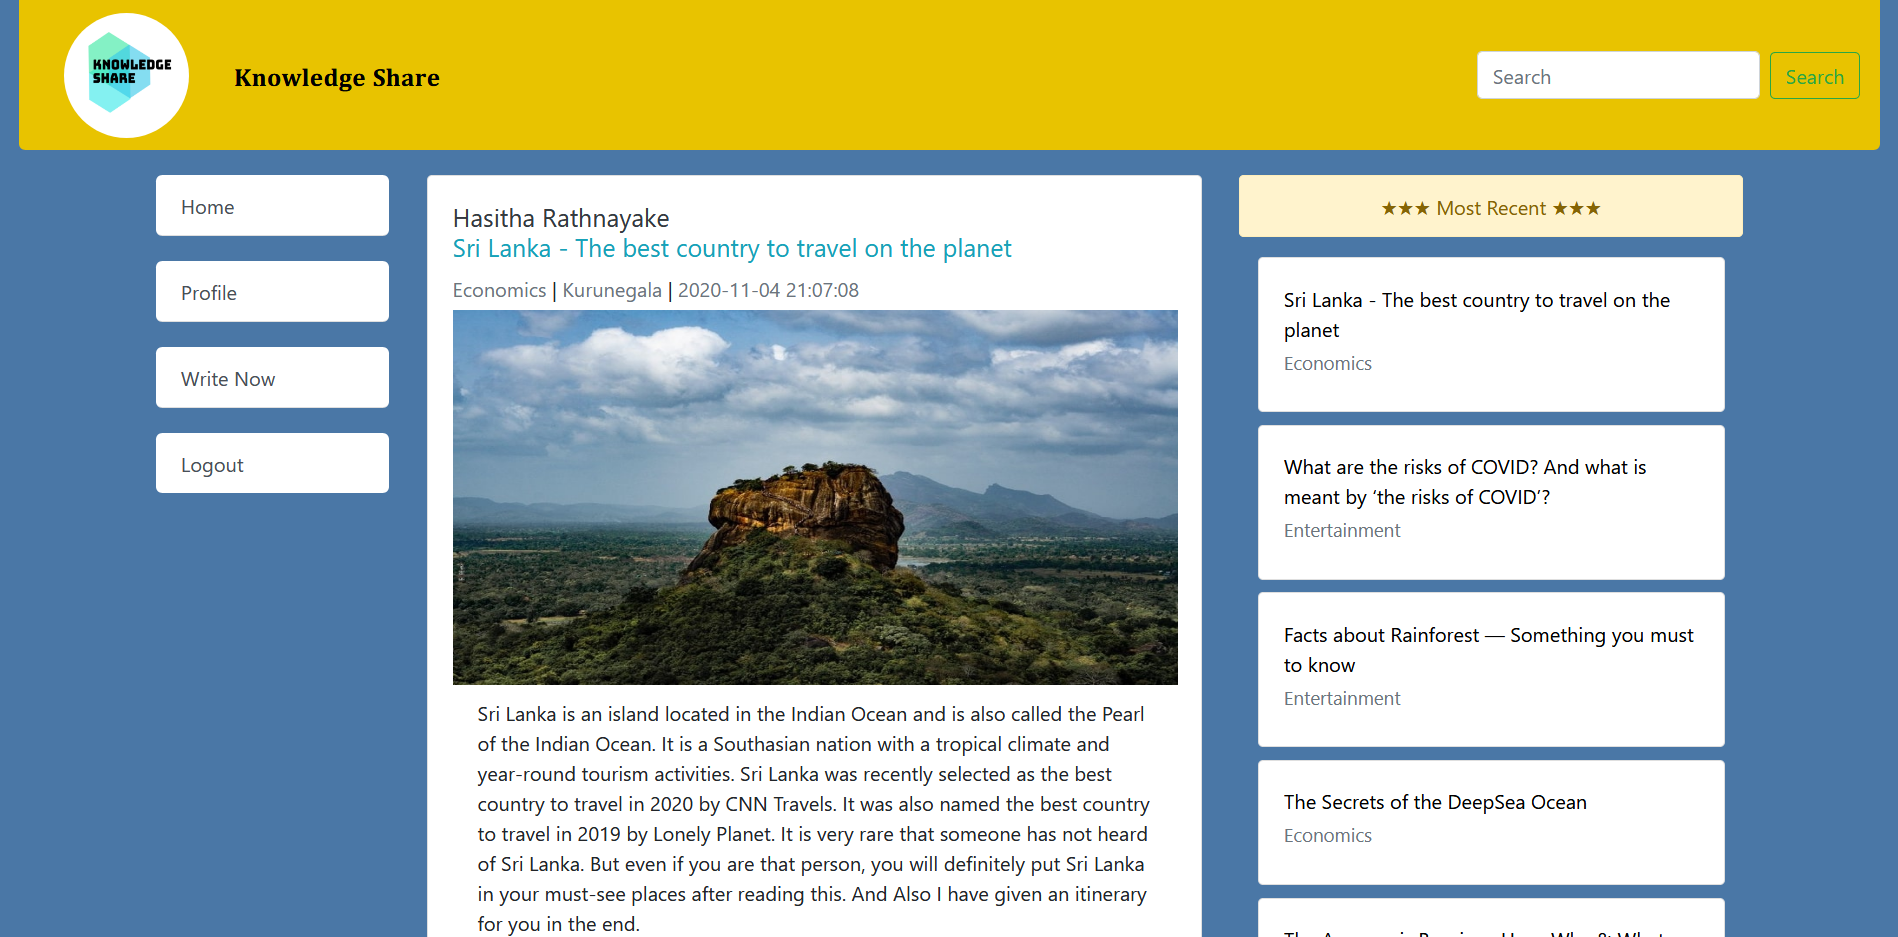 KNOWLEDGE
SHARE
Knowledge Share
Search
Search
Home
Profile
Write Now
Logout
Hasitha Rathnayake
Sri Lanka - The best country to travel on the planet
Economics | Kurunegala | 2020-11-04 21:07:08
Sri Lanka is an island located in the Indian Ocean and is also called the Pearl
of the Indian Ocean. It is a Southasian nation with a tropical climate and
year-round tourism activities. Sri Lanka was recently selected as the best
country to travel in 2020 by CNN Travels. It was also named the best country
to travel in 2019 by Lonely Planet. It is very rare that someone has not heard
of Sri Lanka. But even if you are that person, you will definitely put Sri Lanka
in your must-see places after reading this. And Also I have given an itinerary
for you in the end.
★★★ Most Recent ★★★
Sri Lanka - The best country to travel on the
planet
Economics
What are the risks of COVID? And what is
meant by ‘the risks of COVID’?
Entertainment
Facts about Rainforest — Something you must
to know
Entertainment
The Secrets of the DeepSea Ocean
Economics